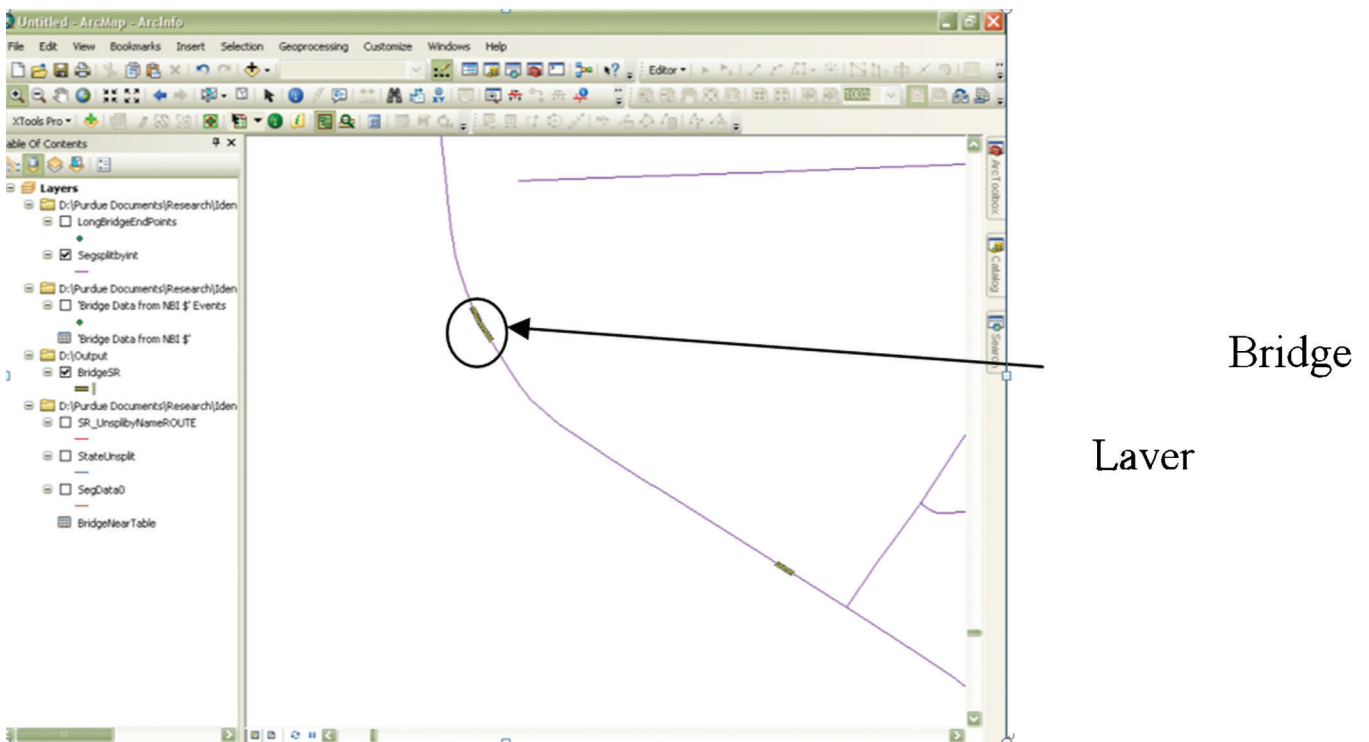 Untitled - ArcMap - ArcInfo
File Edit View Bookmarks Insert Selection Geoprocessing Customize Windows Help
Editor
100%
XTools Pro
able Of Contents
Layers
D:\Purdue Documents\Research\Iden
LongBridgeEndPoints
Segsplitbyint
D:\Purdue Documents\Research\Iden
'Bridge Data from NBI $' Events
'Bridge Data from NBI $'
D:\Output
BridgeSR
D:\Purdue Documents\Research\Iden
SR_UnsplibyNameROUTE
StateUnsplit
SegData0
BridgeNearTable
ArcToolbox
Catalog
Search
Bridge
Laver